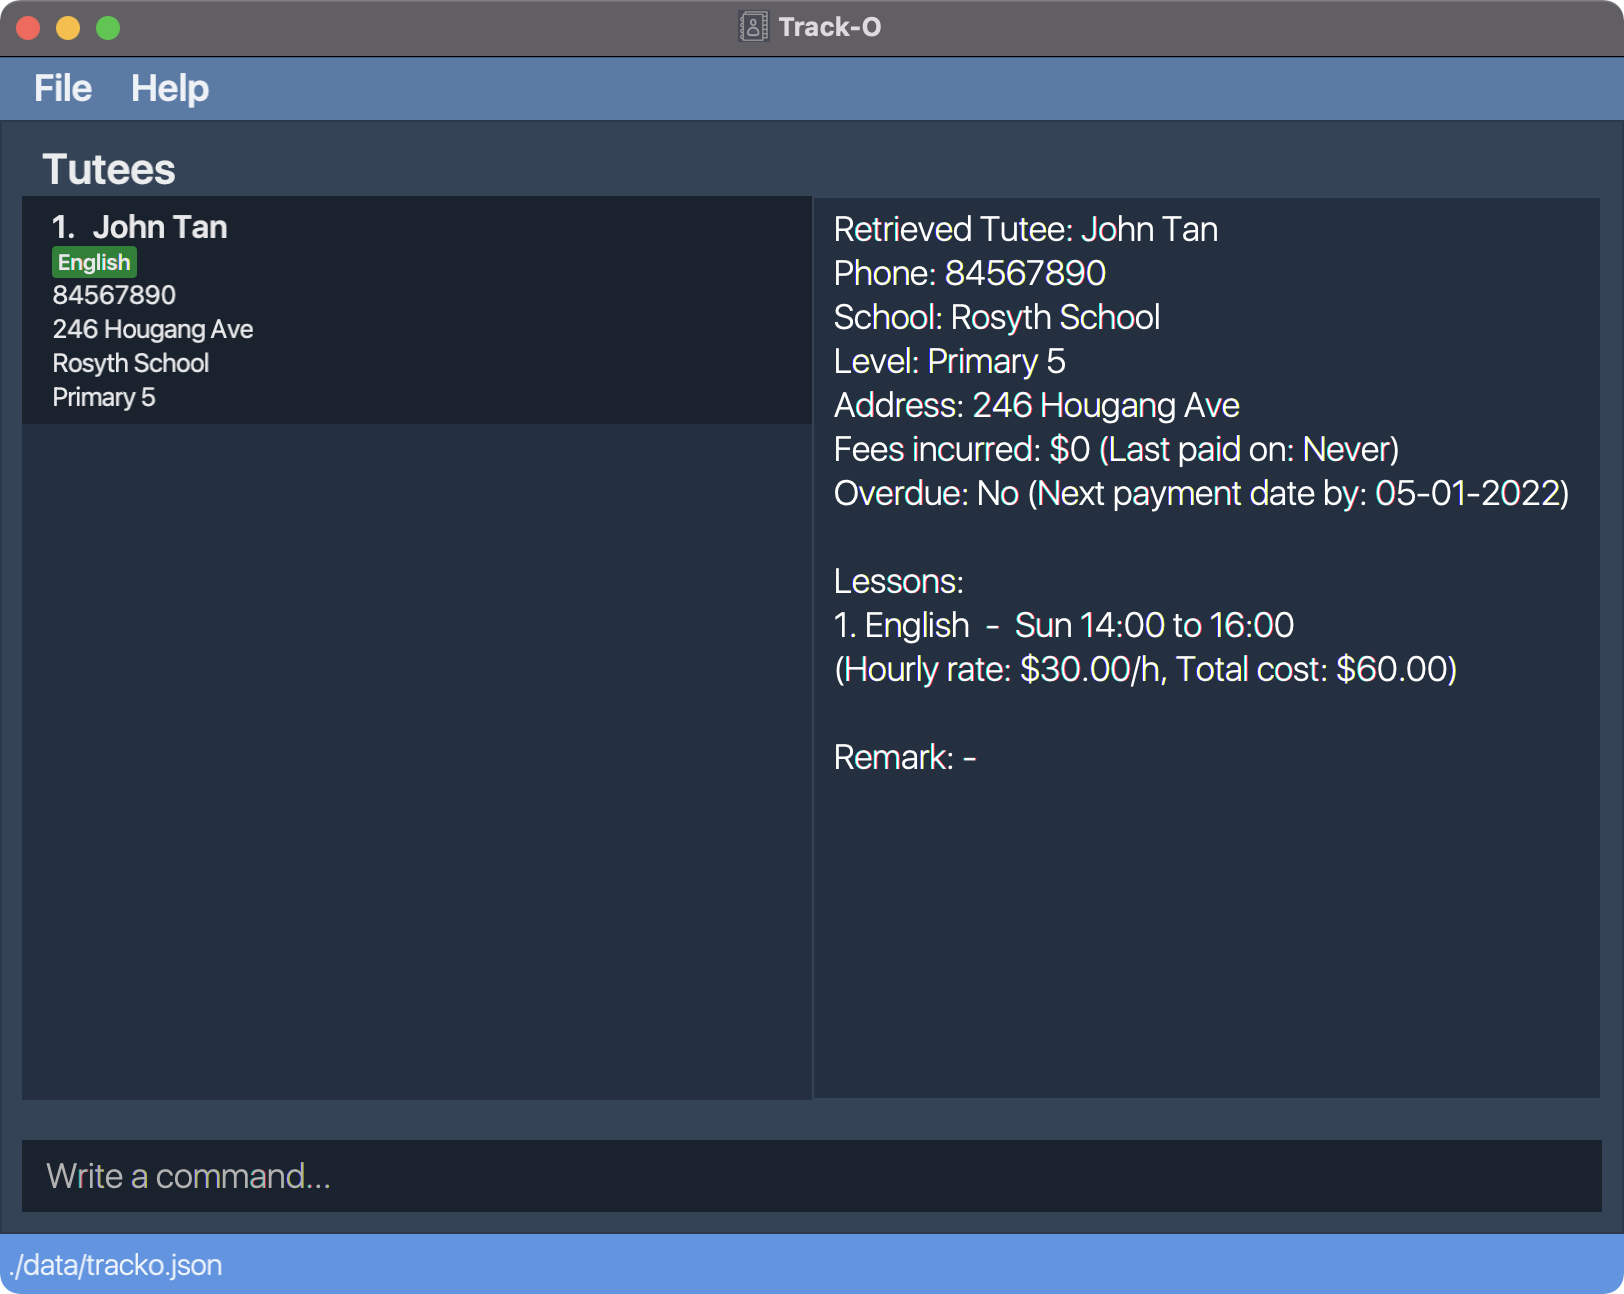 Track-O
File Help
Tutees
1. John Tan
English
84567890
246 Hougang Ave
Rosyth School
Primary 5
Retrieved Tutee: John Tan
Phone: 84567890
School: Rosyth School
Level: Primary 5
Address: 246 Hougang Ave
Fees incurred: $0 (Last paid on: Never)
Overdue: No (Next payment date by: 05-01-2022)
Lessons:
1. English - Sun 14:00 to 16:00
(Hourly rate: $30.00/h, Total cost: $60.00)
Remark: -
Write a command...
./data/tracko.json